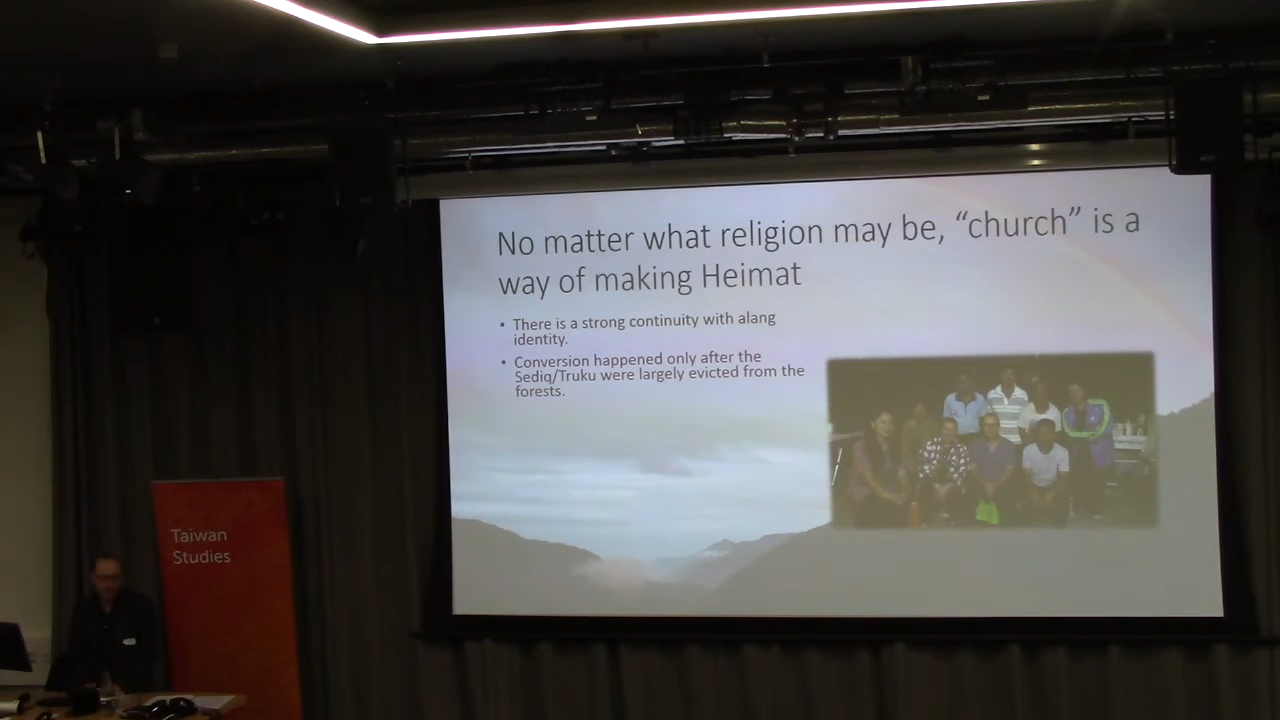 No matter what religion may be, “church” is a
way of making Heimat
• There is a strong continuity with alang
identity.
• Conversion happened only after the
Sediq/Truku were largely evicted from the
forests.
Taiwan
Studies